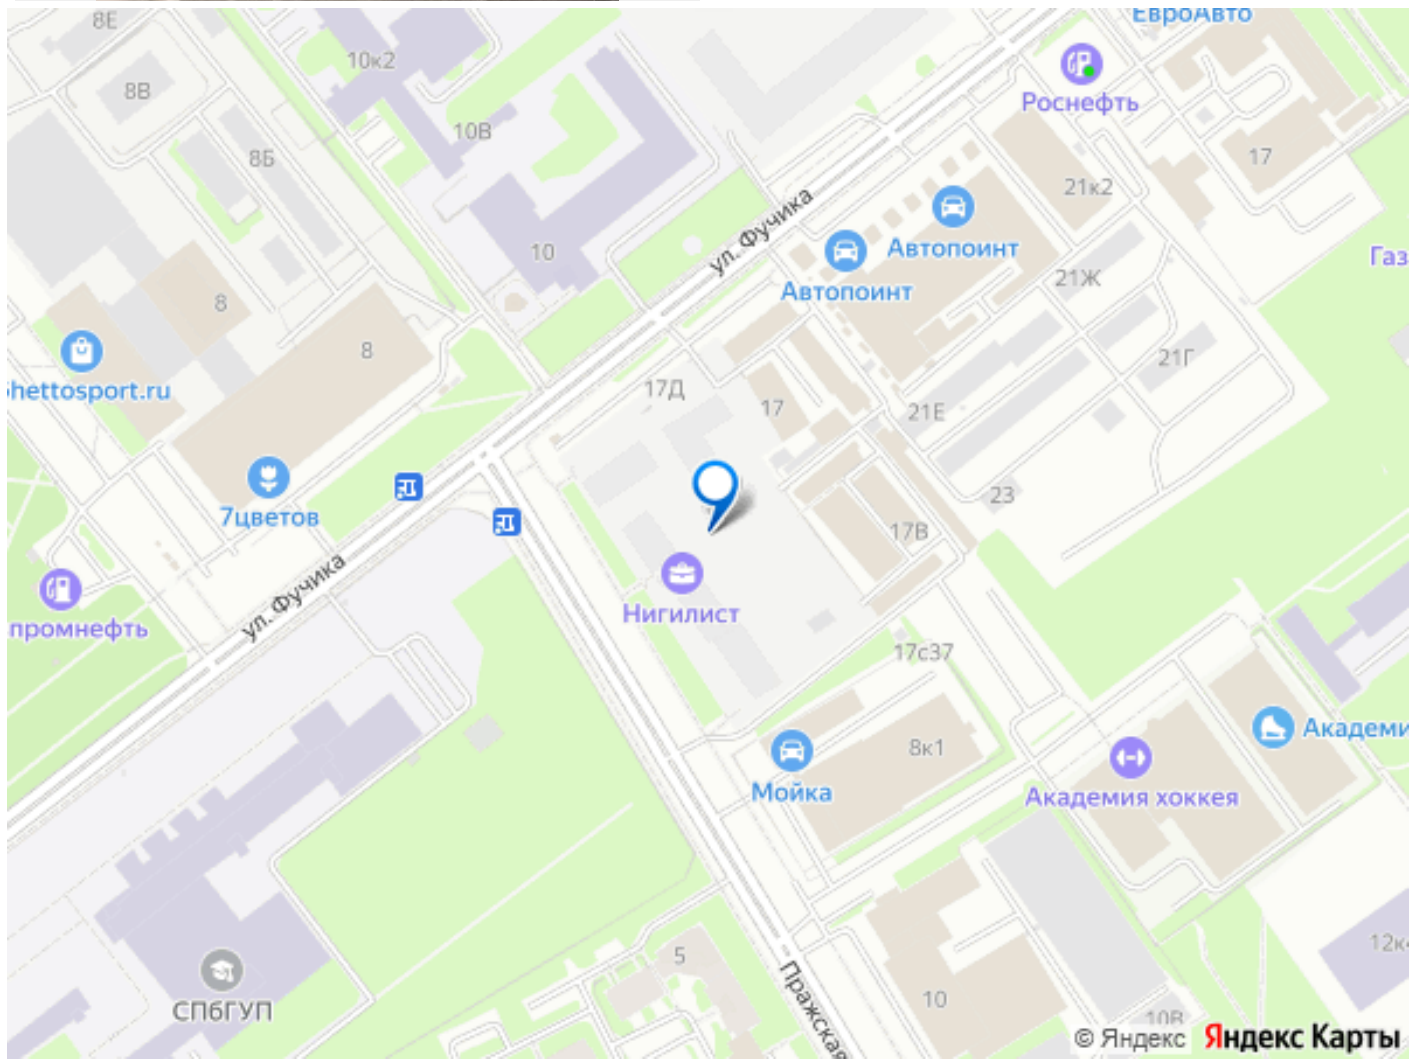 8Е
ЕвроАвто
10к2
Роснефть
8В
10В
17
8Б
21к2
ул. Фучика
Автопоинт
10
Газ
21Ж
Автопоинт
8
8
21Г
hettosport.ru
17Д
17
21Е
23
7цветов
17В
ул. Фучика
Нигилист
промнефть
17с37
Академи
8к1
Мойка
Академия хоккея
12к
5
СПбГУП
Пражская
10
10В
© Яндекс Яндекс Карты